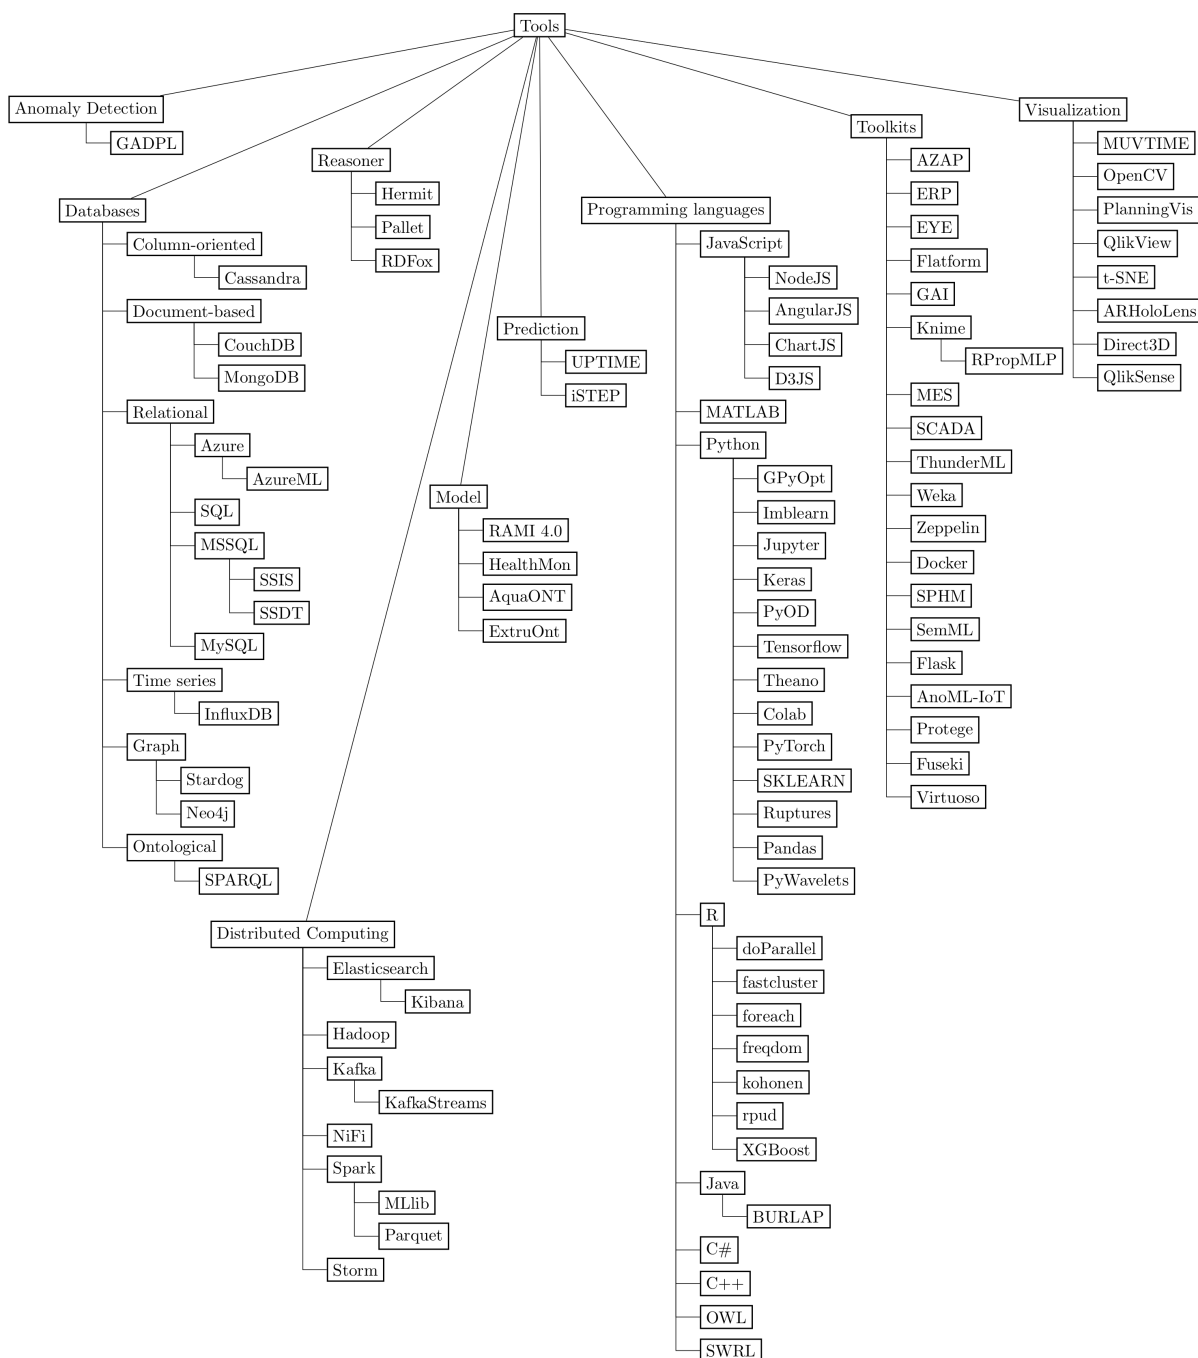 Tools
Anomaly Detection
GADPL
Databases
Column-oriented
Cassandra
Document-based
CouchDB
MongoDB
Relational
Azure
AzureML
SQL
MSSQL
SSIS
SSDT
MySQL
Time series
InfluxDB
Graph
Stardog
Neo4j
Ontological
SPARQL
Reasoner
Hermit
Pallet
RDFox
Distributed Computing
Elasticsearch
Kibana
Hadoop
Kafka
KafkaStreams
NiFi
Spark
MLlib
Parquet
Storm
Model
RAMI 4.0
HealthMon
AquaONT
ExtruOnt
Prediction
UPTIME
iSTEP
Programming languages
JavaScript
NodeJS
AngularJS
ChartJS
D3JS
MATLAB
Python
GPyOpt
Imblearn
Jupyter
Keras
PyOD
Tensorflow
Theano
Colab
PyTorch
SKLEARN
Ruptures
Pandas
PyWavelets
R
doParallel
fastcluster
foreach
freqdom
kohonen
rpud
XGBoost
Java
BURLAP
C#
C++
OWL
SWRL
Toolkits
AZAP
ERP
EYE
Flatform
GAI
Knime
RPropMLP
MES
SCADA
ThunderML
Weka
Zeppelin
Docker
SPHM
SemML
Flask
AnoML-IoT
Protege
Fuseki
Virtuoso
Visualization
MUVTIME
OpenCV
PlanningVis
QlikView
t-SNE
ARHoloLens
Direct3D
QlikSense